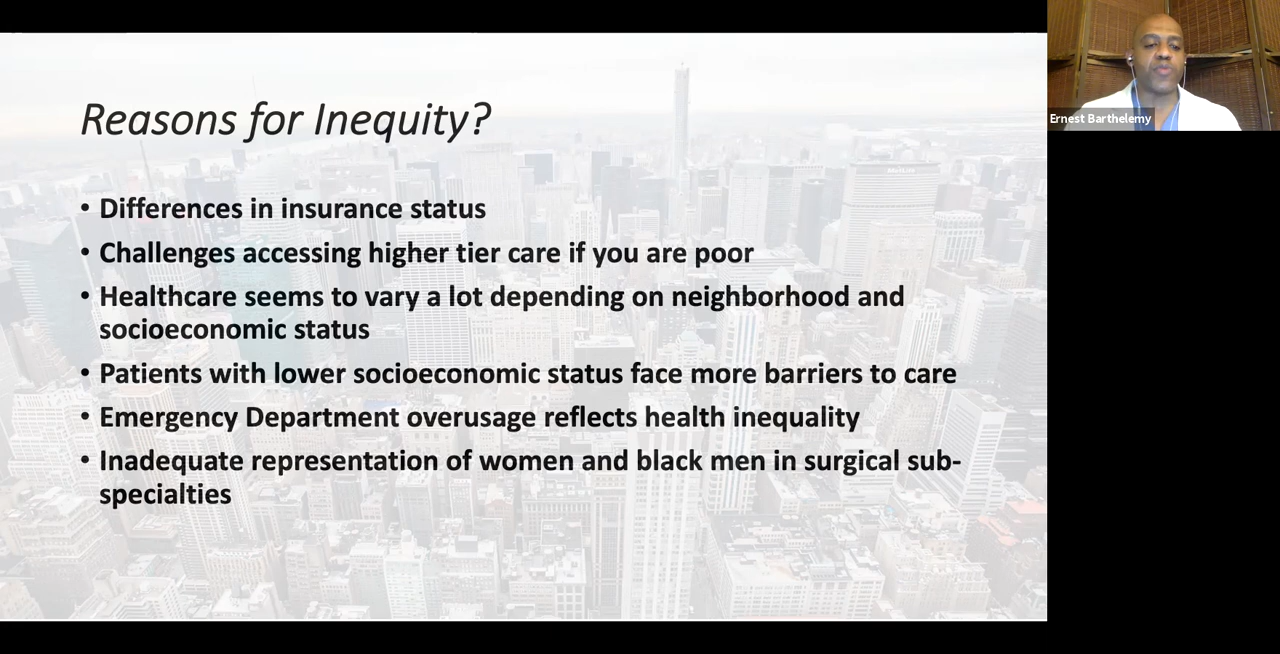 Reasons for Inequity?
• Differences in insurance status
• Challenges accessing higher tier care if you are poor
• Healthcare seems to vary a lot depending on neighborhood and
socioeconomic status
• Patients with lower socioeconomic status face more barriers to care
• Emergency Department overusage reflects health inequality
• Inadequate representation of women and black men in surgical sub-
specialties
Ernest Barthelemy
MetLife